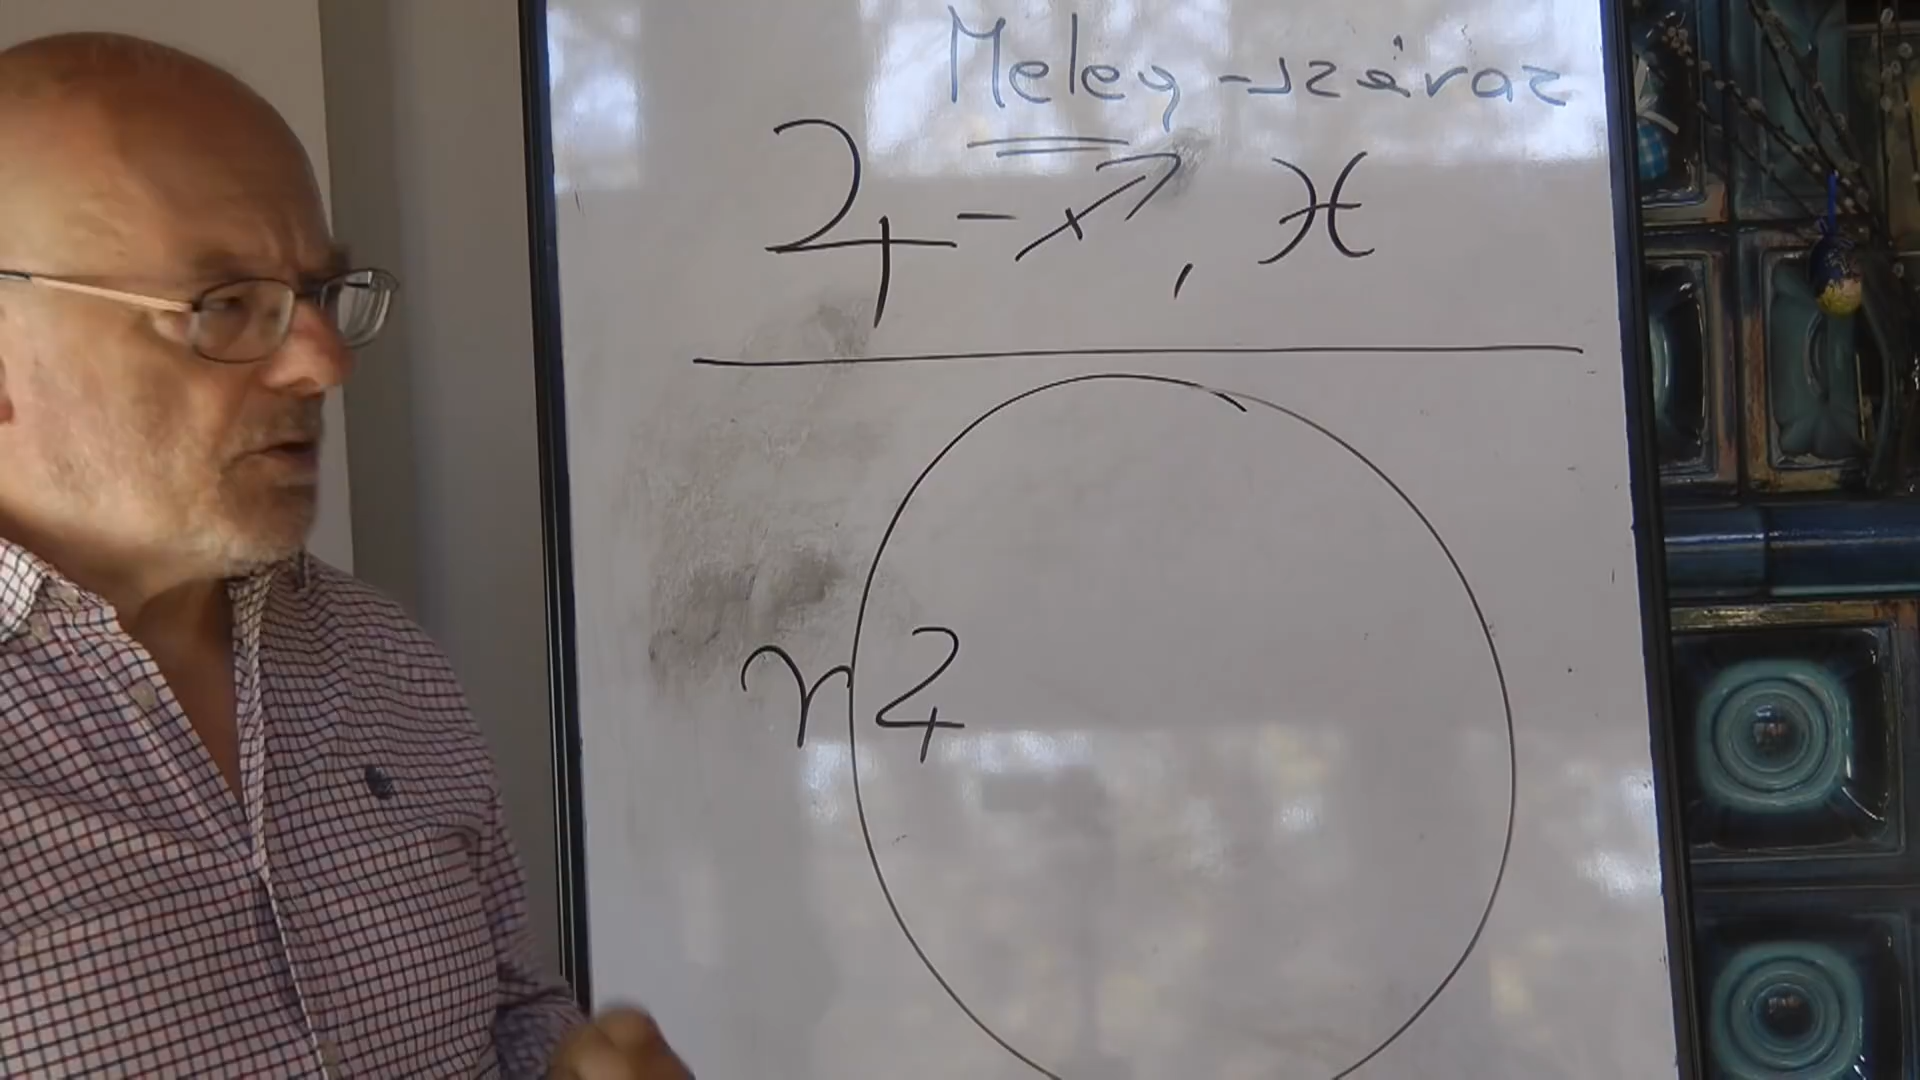 Meleg-száraz
♃ - ♐, ♓
♈ ♃